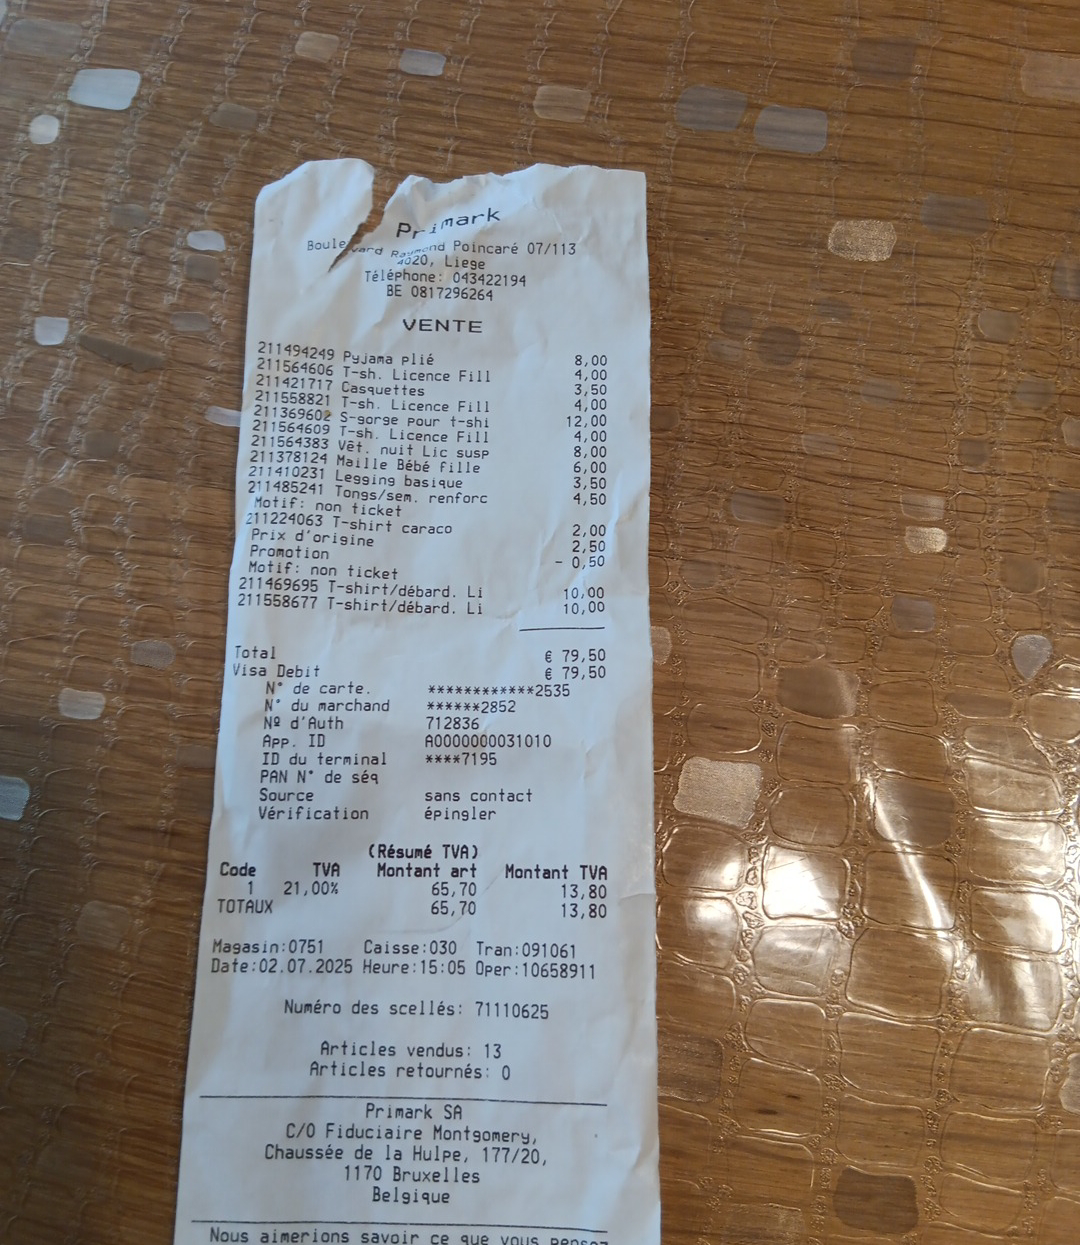 Primark
Boulevard Raymond Poincaré 07/113
4020, Liege
Téléphone: 043422194
BE 0817296264
VENTE
211494249 Pyjama plié 8,00
211564606 T-sh. Licence Fill 4,00
211421717 Casquettes 3,50
211558821 T-sh. Licence Fill 4,00
211369602 S-gorge pour t-shi 12,00
211564609 T-sh. Licence Fill 4,00
211564383 Vêt. nuit Lic susp 8,00
211378124 Maille Bébé fille 6,00
211410231 Legging basique 3,50
211485241 Tongs/sem. renforc 4,50
Motif: non ticket
211224063 T-shirt caraco 2,00
Prix d'origine 2,50
Promotion - 0,50
Motif: non ticket
211469695 T-shirt/débard. Li 10,00
211558677 T-shirt/débard. Li 10,00
Total € 79,50
Visa Debit € 79,50
N° de carte. ************2535
N° du marchand ******2852
Nº d'Auth 712836
App. ID A0000000031010
ID du terminal ****7195
PAN N° de séq
Source sans contact
Vérification épingler
(Résumé TVA)
Code TVA Montant art Montant TVA
1 21,00% 65,70 13,80
TOTAUX 65,70 13,80
Magasin:0751 Caisse:030 Tran:091061
Date:02.07.2025 Heure:15:05 Oper:10658911
Numéro des scellés: 71110625
Articles vendus: 13
Articles retournés: 0
Primark SA
C/O Fiduciaire Montgomery,
Chaussée de la Hulpe, 177/20,
1170 Bruxelles
Belgique
Nous aimerions savoir ce que vous pensez